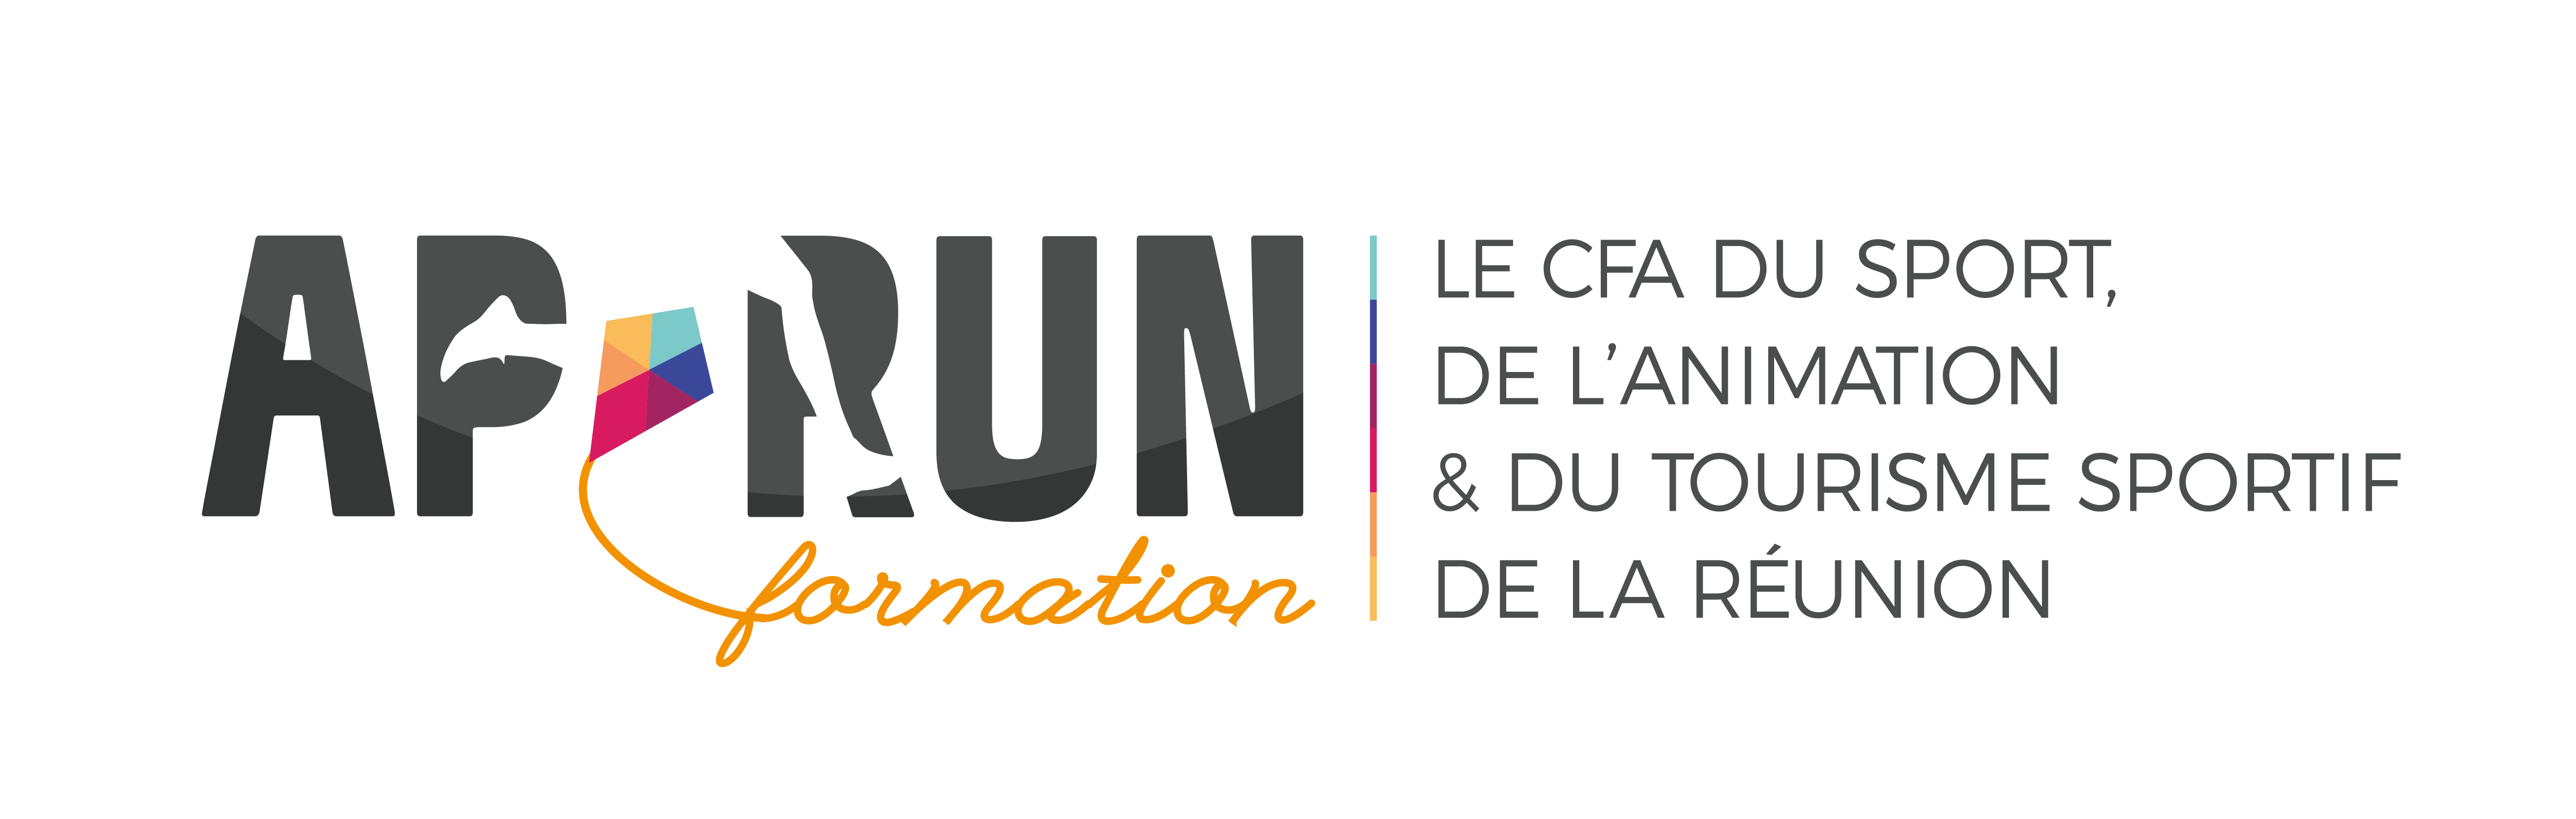 AP RUN
formation
LE CFA DU SPORT,
DE L'ANIMATION
& DU TOURISME SPORTIF
DE LA RÉUNION